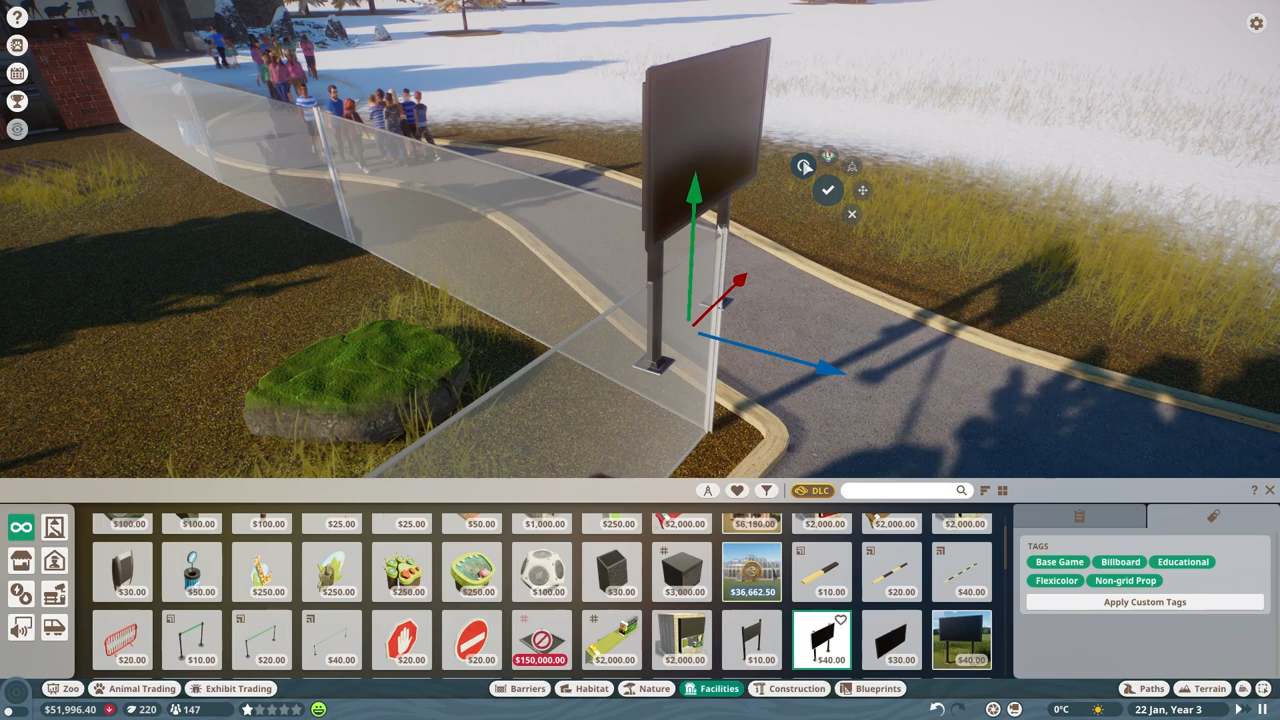 DLC
? ×
$100.00 $100.00 $100.00 $25.00 $25.00 $50.00 $1,000.00 $250.00 $2,000.00 $6,180.00 $2,000.00 $2,000.00 $2,000.00
TAGS
Base Game Billboard Educational
Flexicolor Non-grid Prop
Apply Custom Tags
$30.00 $50.00 $250.00 $250.00 $250.00 $250.00 $100.00 $30.00 $3,000.00 $36,662.50 $10.00 $20.00 $40.00
$20.00 $10.00 $20.00 $40.00 $20.00 $20.00 $150,000.00 $2,000.00 $2,000.00 $10.00 $40.00 $30.00 $40.00
Zoo Animal Trading Exhibit Trading Barriers Habitat Nature Facilities Construction Blueprints Paths Terrain
$51,996.40 220 147 0°C 22 Jan, Year 3